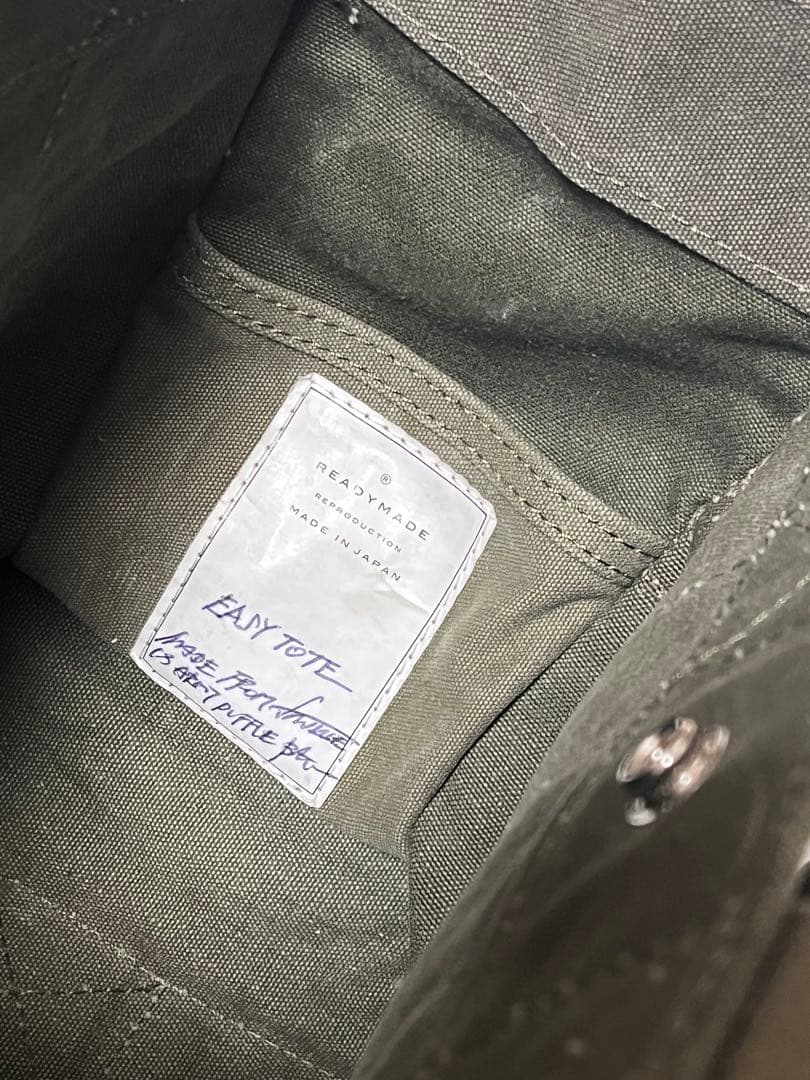 ®
READYMADE
REPRODUCTION
MADE IN JAPAN
EASY TOTE
MADE FROM
US ARMY DUFFLE BAG